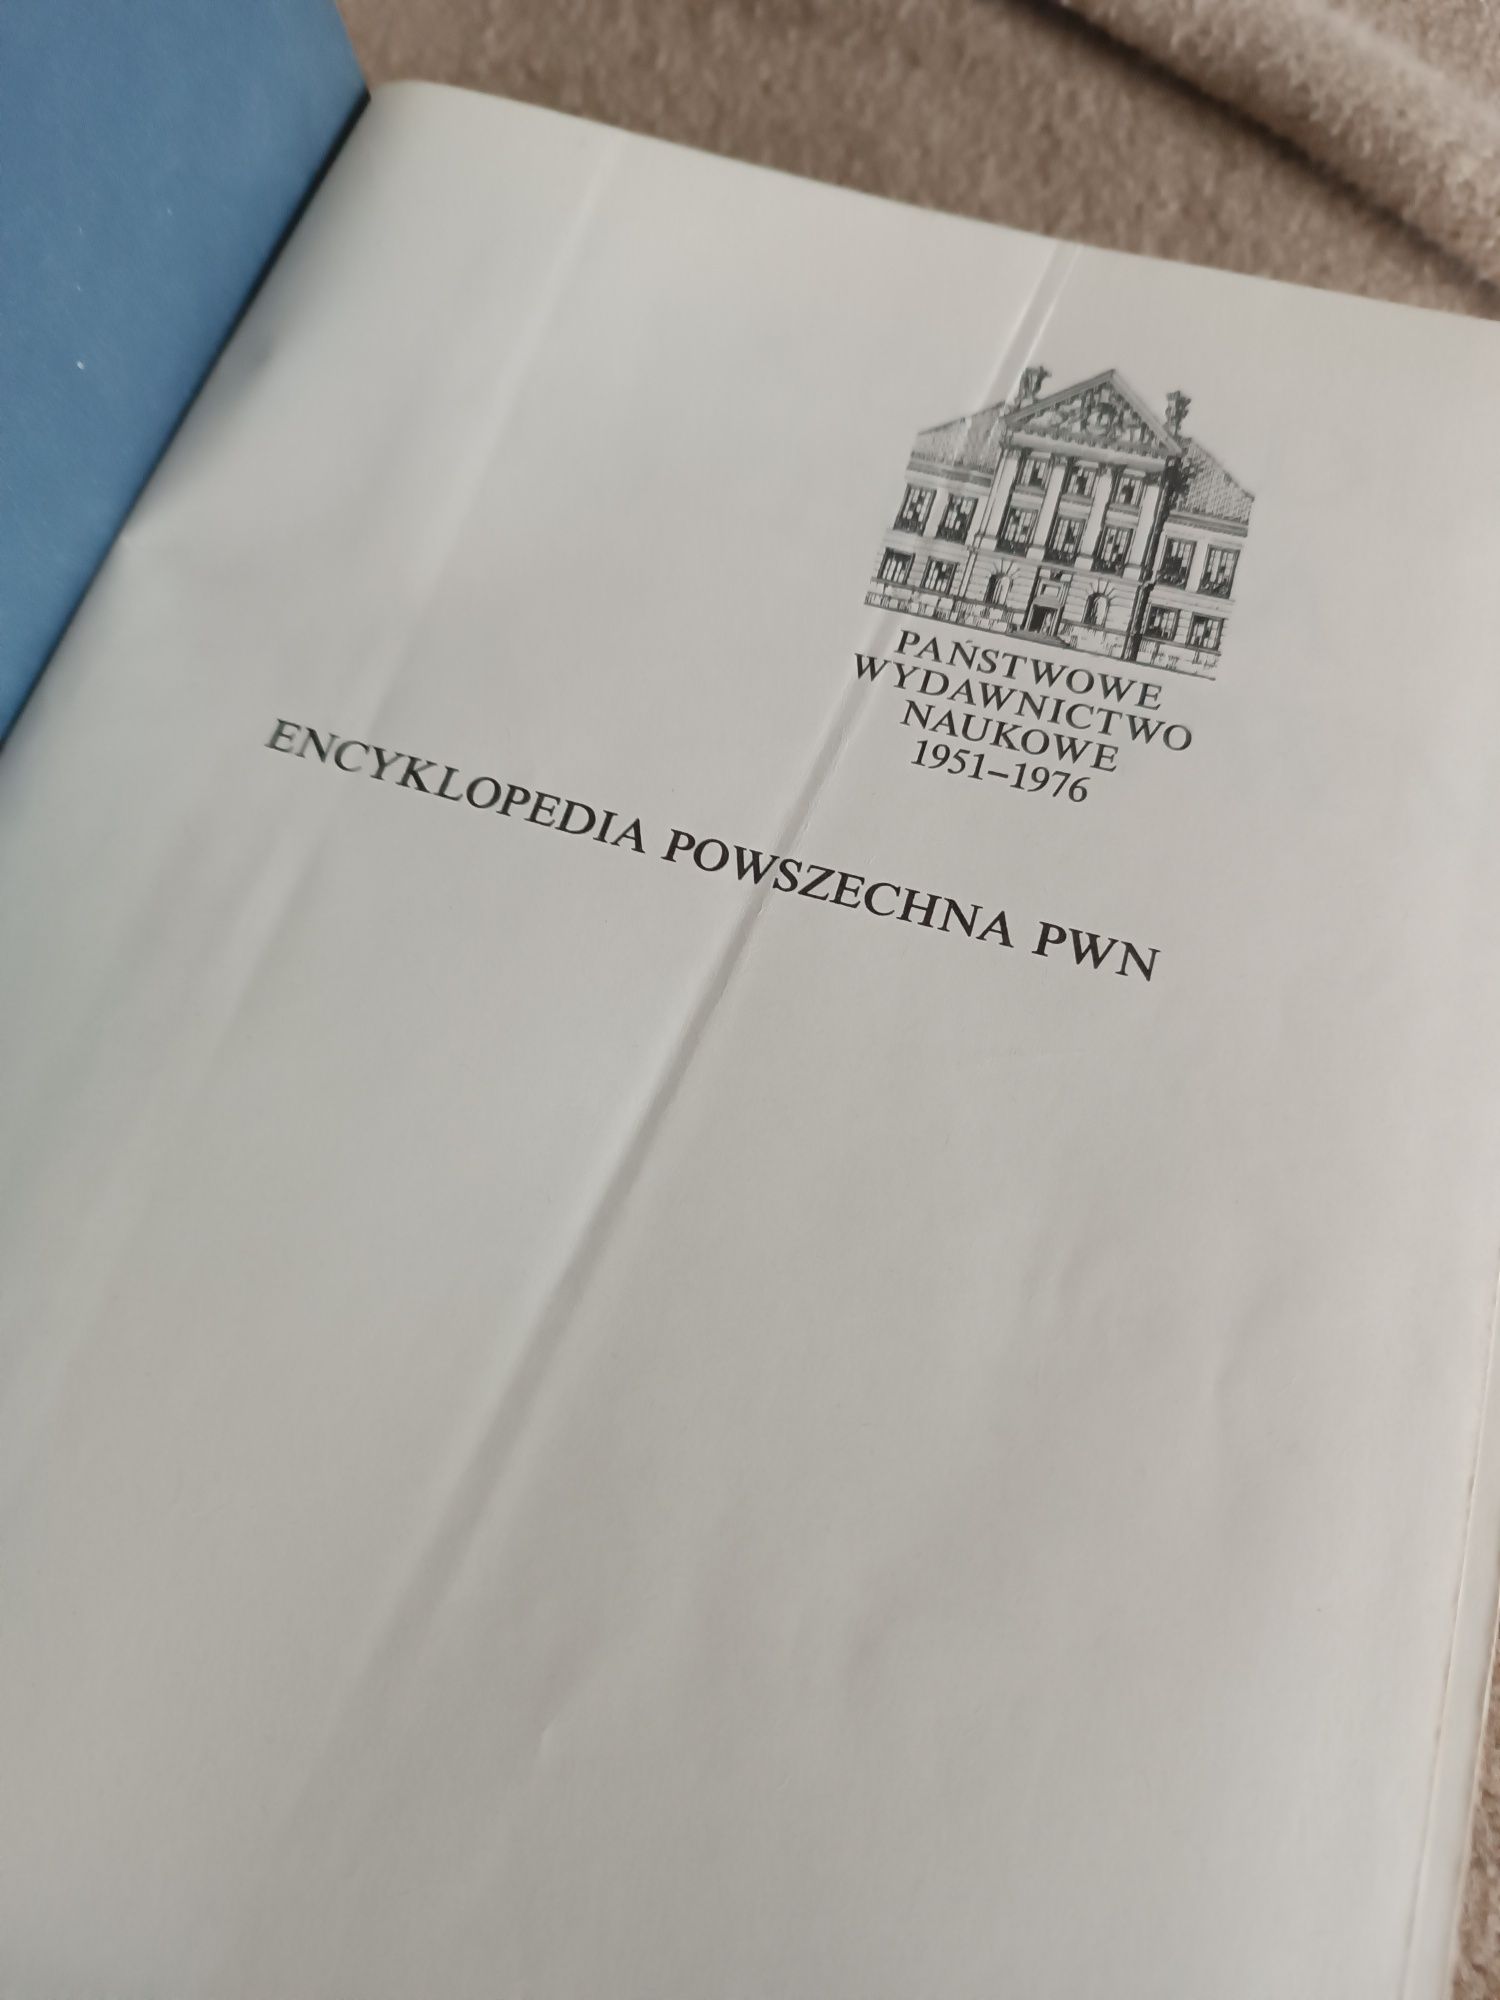 PAŃSTWOWE
WYDAWNICTWO
NAUKOWE
1951–1976
ENCYKLOPEDIA POWSZECHNA PWN